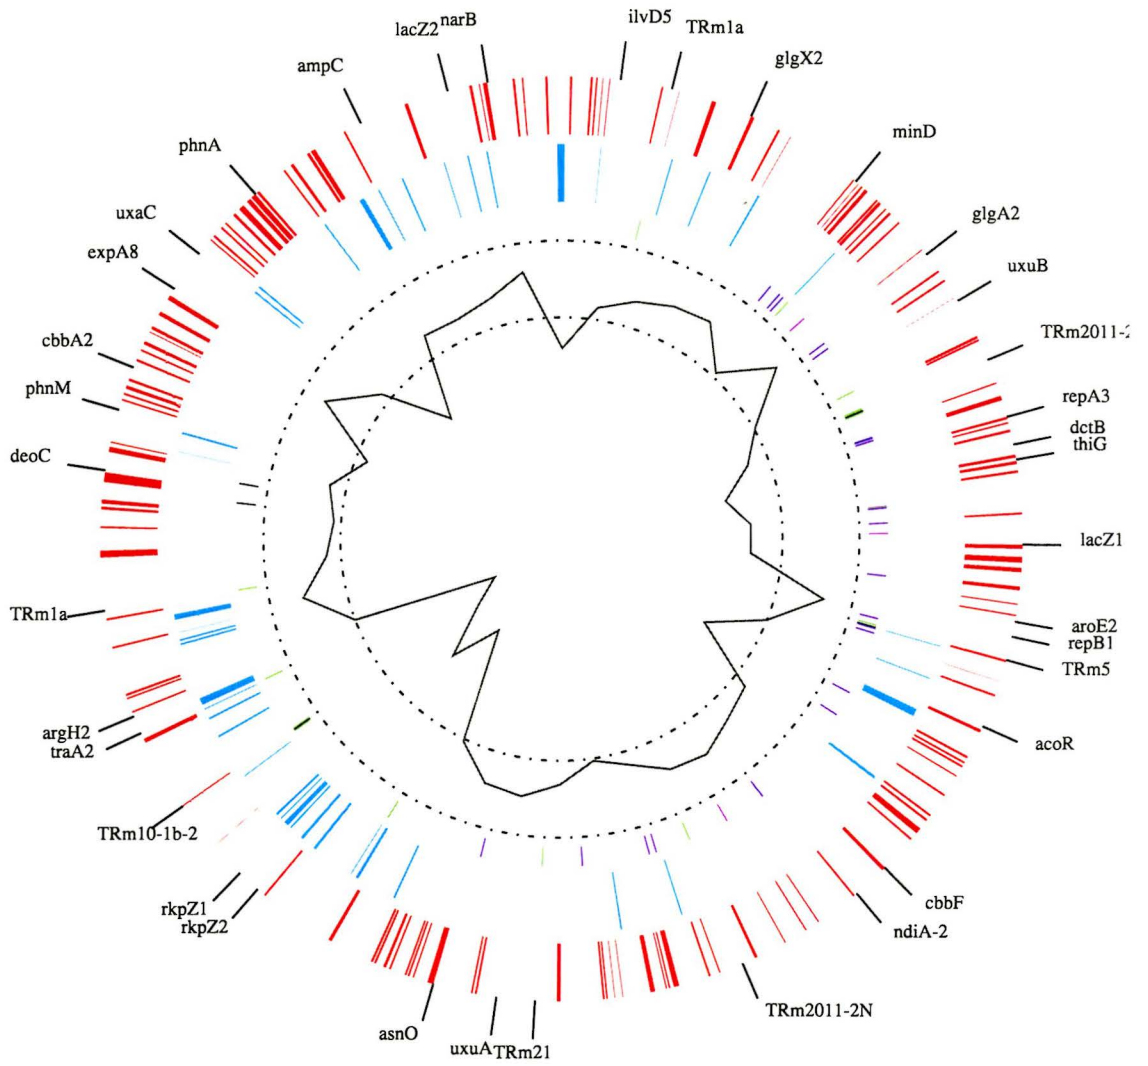 lacZ2 narB
ilvD5
TRm1a
glgX2
ampC
minD
phnA
glgA2
uxaC
expA8
uxuB
TRm2011-2
cbbA2
phnM
repA3
dctB
thiG
deoC
lacZ1
TRm1a
aroE2
repB1
TRm5
argH2
traA2
acoR
TRm10-1b-2
rkpZ1
rkpZ2
cbbF
ndiA-2
TRm2011-2N
asnO
uxuA TRm21